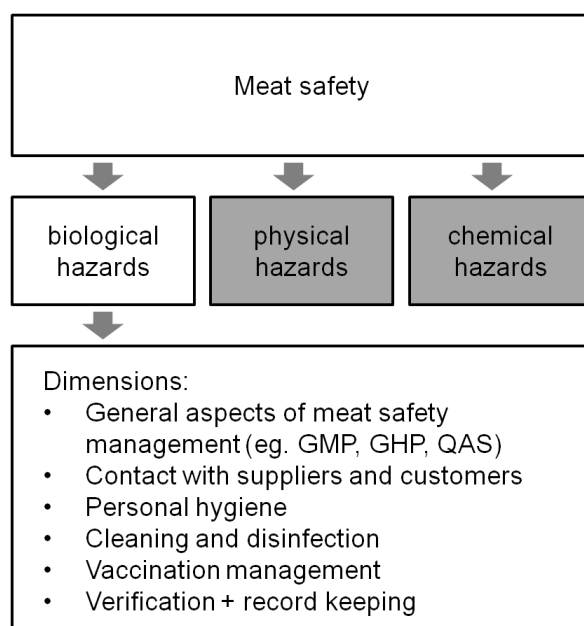 Meat safety
biological
hazards
physical
hazards
chemical
hazards
Dimensions:
• General aspects of meat safety
management (eg. GMP, GHP, QAS)
• Contact with suppliers and customers
• Personal hygiene
• Cleaning and disinfection
• Vaccination management
• Verification + record keeping